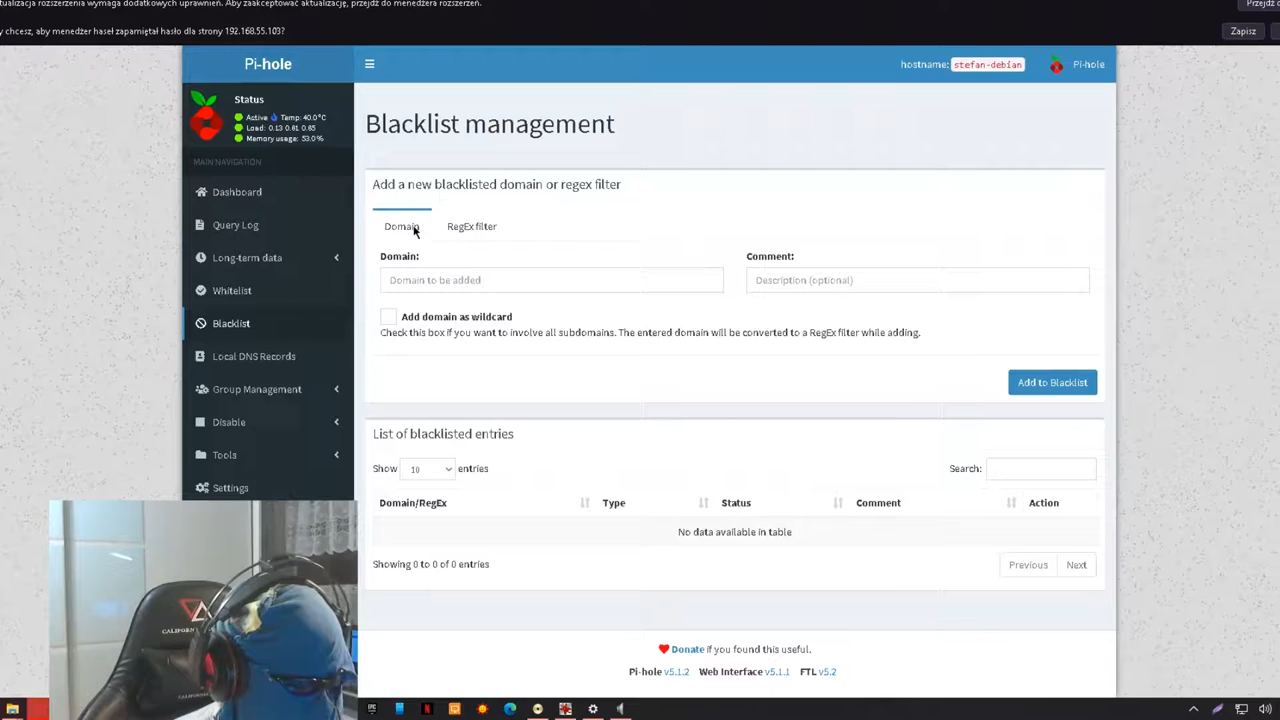 tualizacja rozszerzenia wymaga dodatkowych uprawnień. Aby zaakceptować aktualizację, przejdź do menedżera rozszerzeń.
Przejdź d
y chcesz, aby menedżer haseł zapamiętał hasło dla strony 192.168.55.103?
Zapisz
Pi-hole
hostname: stefan-debian
Pi-hole
Status
Active Temp: 40.0°C
Load: 0.13 0.61 0.65
Memory usage: 53.0%
MAIN NAVIGATION
Dashboard
Query Log
Long-term data
Whitelist
Blacklist
Local DNS Records
Group Management
Disable
Tools
Settings
Blacklist management
Add a new blacklisted domain or regex filter
Domain
RegEx filter
Domain:
Comment:
Domain to be added
Description (optional)
Add domain as wildcard
Check this box if you want to involve all subdomains. The entered domain will be converted to a RegEx filter while adding.
Add to Blacklist
List of blacklisted entries
Show 10 entries
Search:
Domain/RegEx Type Status Comment Action
No data available in table
Showing 0 to 0 of 0 entries
Previous
Next
Donate if you found this useful.
Pi-hole v5.1.2 Web Interface v5.1.1 FTL v5.2